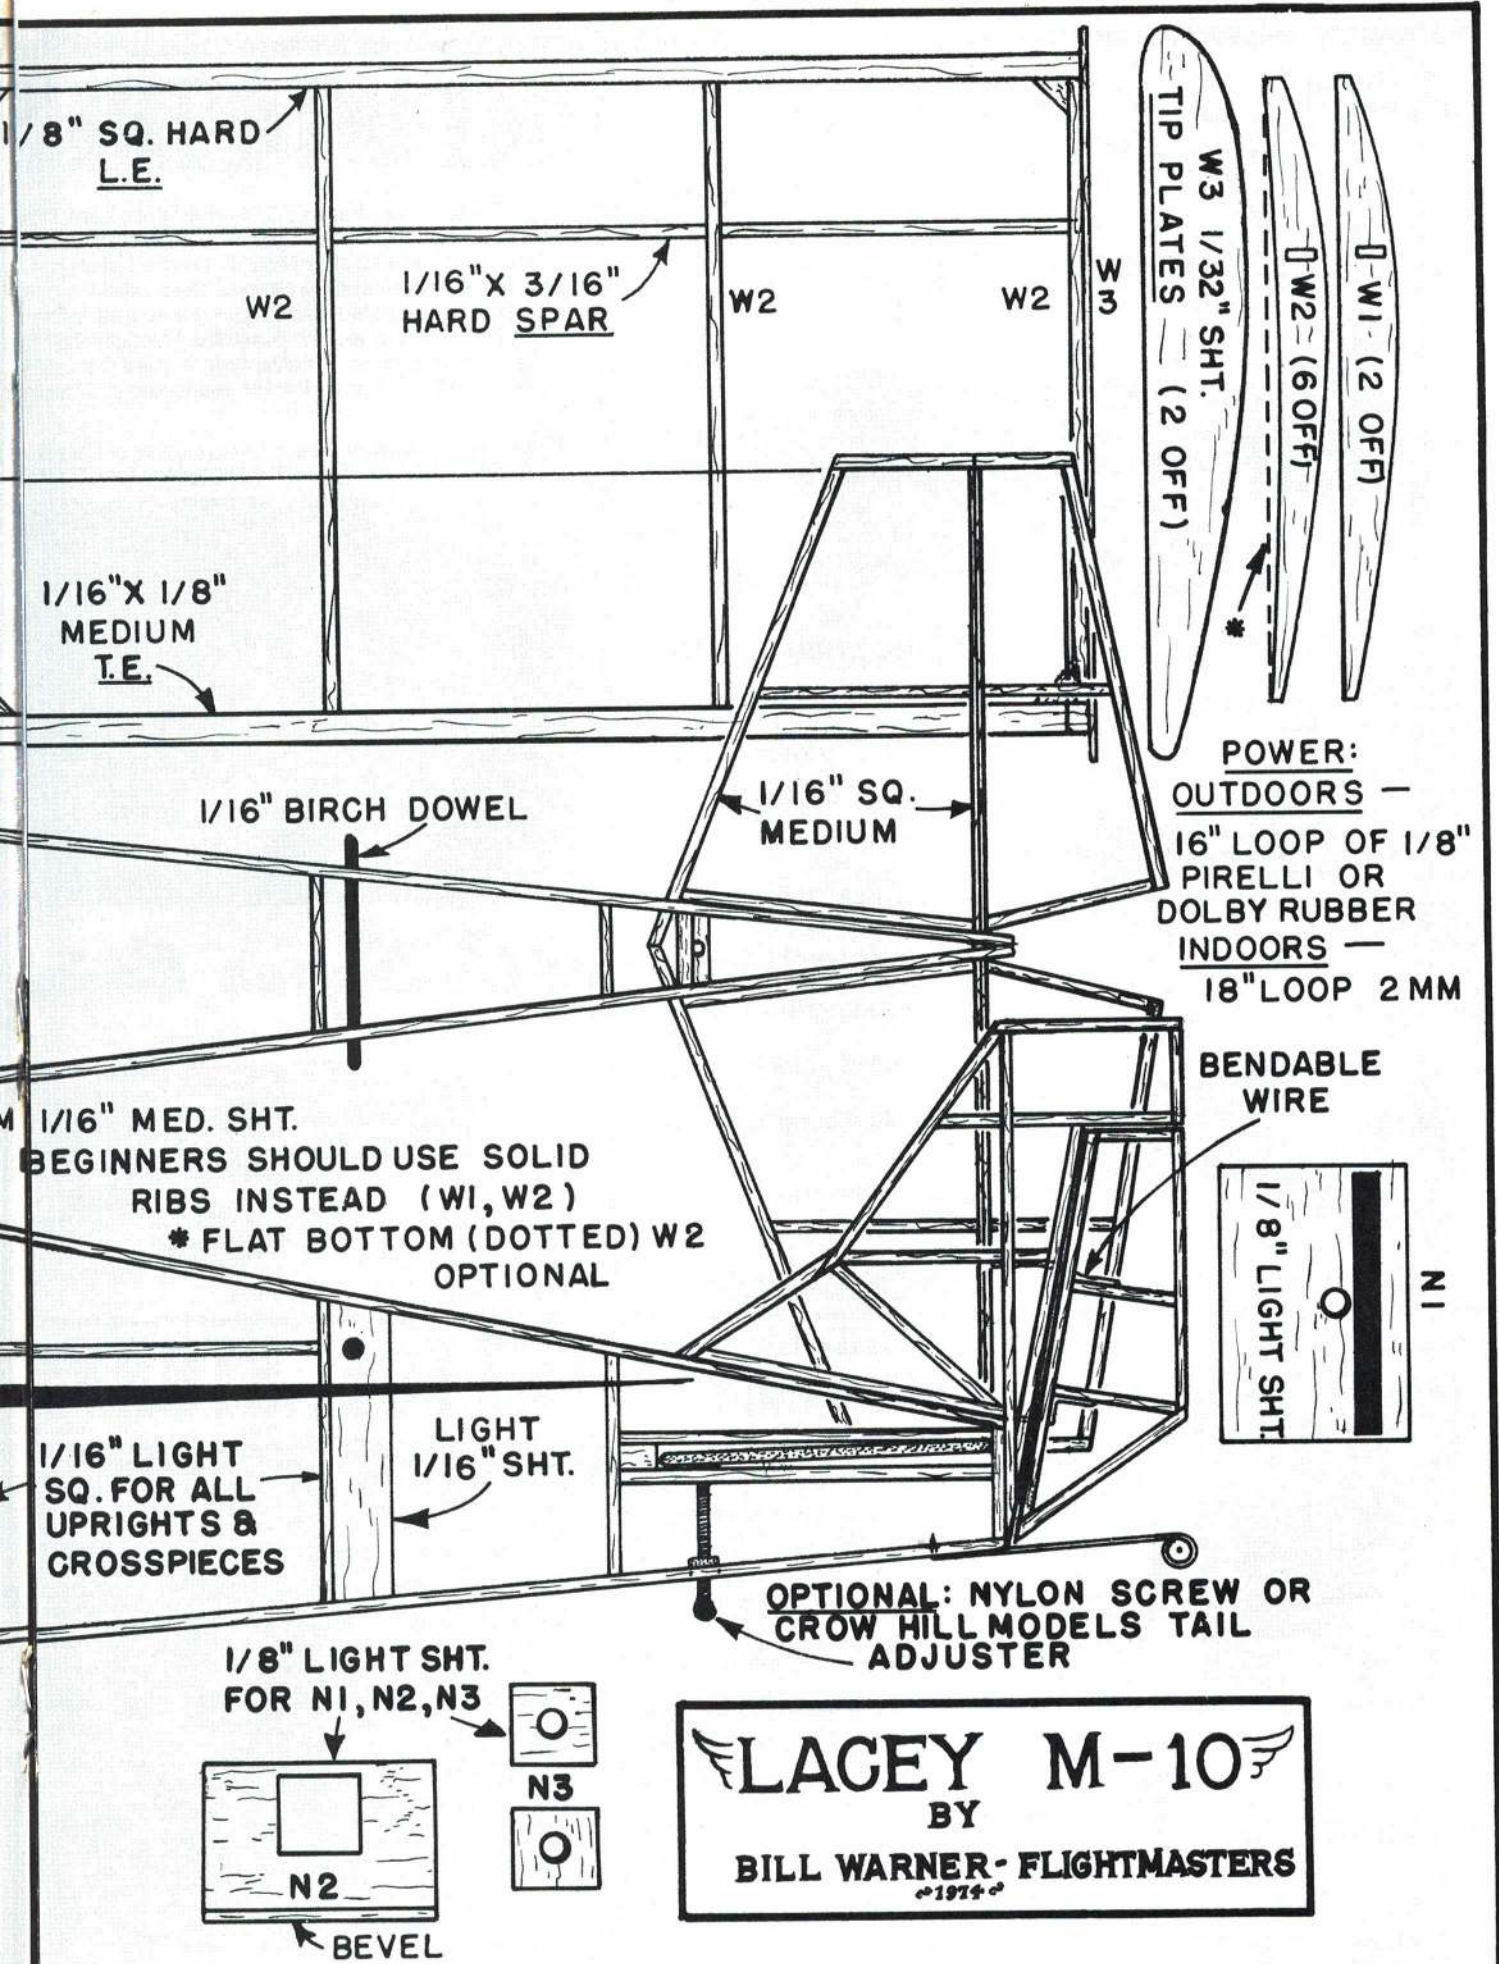 1/8" SQ. HARD
L.E.
1/16" X 3/16"
HARD SPAR
W2
W2
W2
W
3
W3 1/32" SHT.
TIP PLATES — (2 OFF)
W2 - (6 OFF)
W1 - (2 OFF)
*
1/16" X 1/8"
MEDIUM
T.E.
1/16" BIRCH DOWEL
1/16" SQ.
MEDIUM
POWER:
OUTDOORS —
16" LOOP OF 1/8"
PIRELLI OR
DOLBY RUBBER
INDOORS —
18" LOOP 2 MM
BENDABLE
WIRE
M 1/16" MED. SHT.
BEGINNERS SHOULD USE SOLID
RIBS INSTEAD (W1, W2)
* FLAT BOTTOM (DOTTED) W2
OPTIONAL
1/8" LIGHT SHT.
N1
1/16" LIGHT
SQ. FOR ALL
UPRIGHTS &
CROSSPIECES
LIGHT
1/16" SHT.
OPTIONAL: NYLON SCREW OR
CROW HILL MODELS TAIL
ADJUSTER
1/8" LIGHT SHT.
FOR N1, N2, N3
N3
N2
BEVEL
LACEY M-10
BY
BILL WARNER - FLIGHTMASTERS
1974